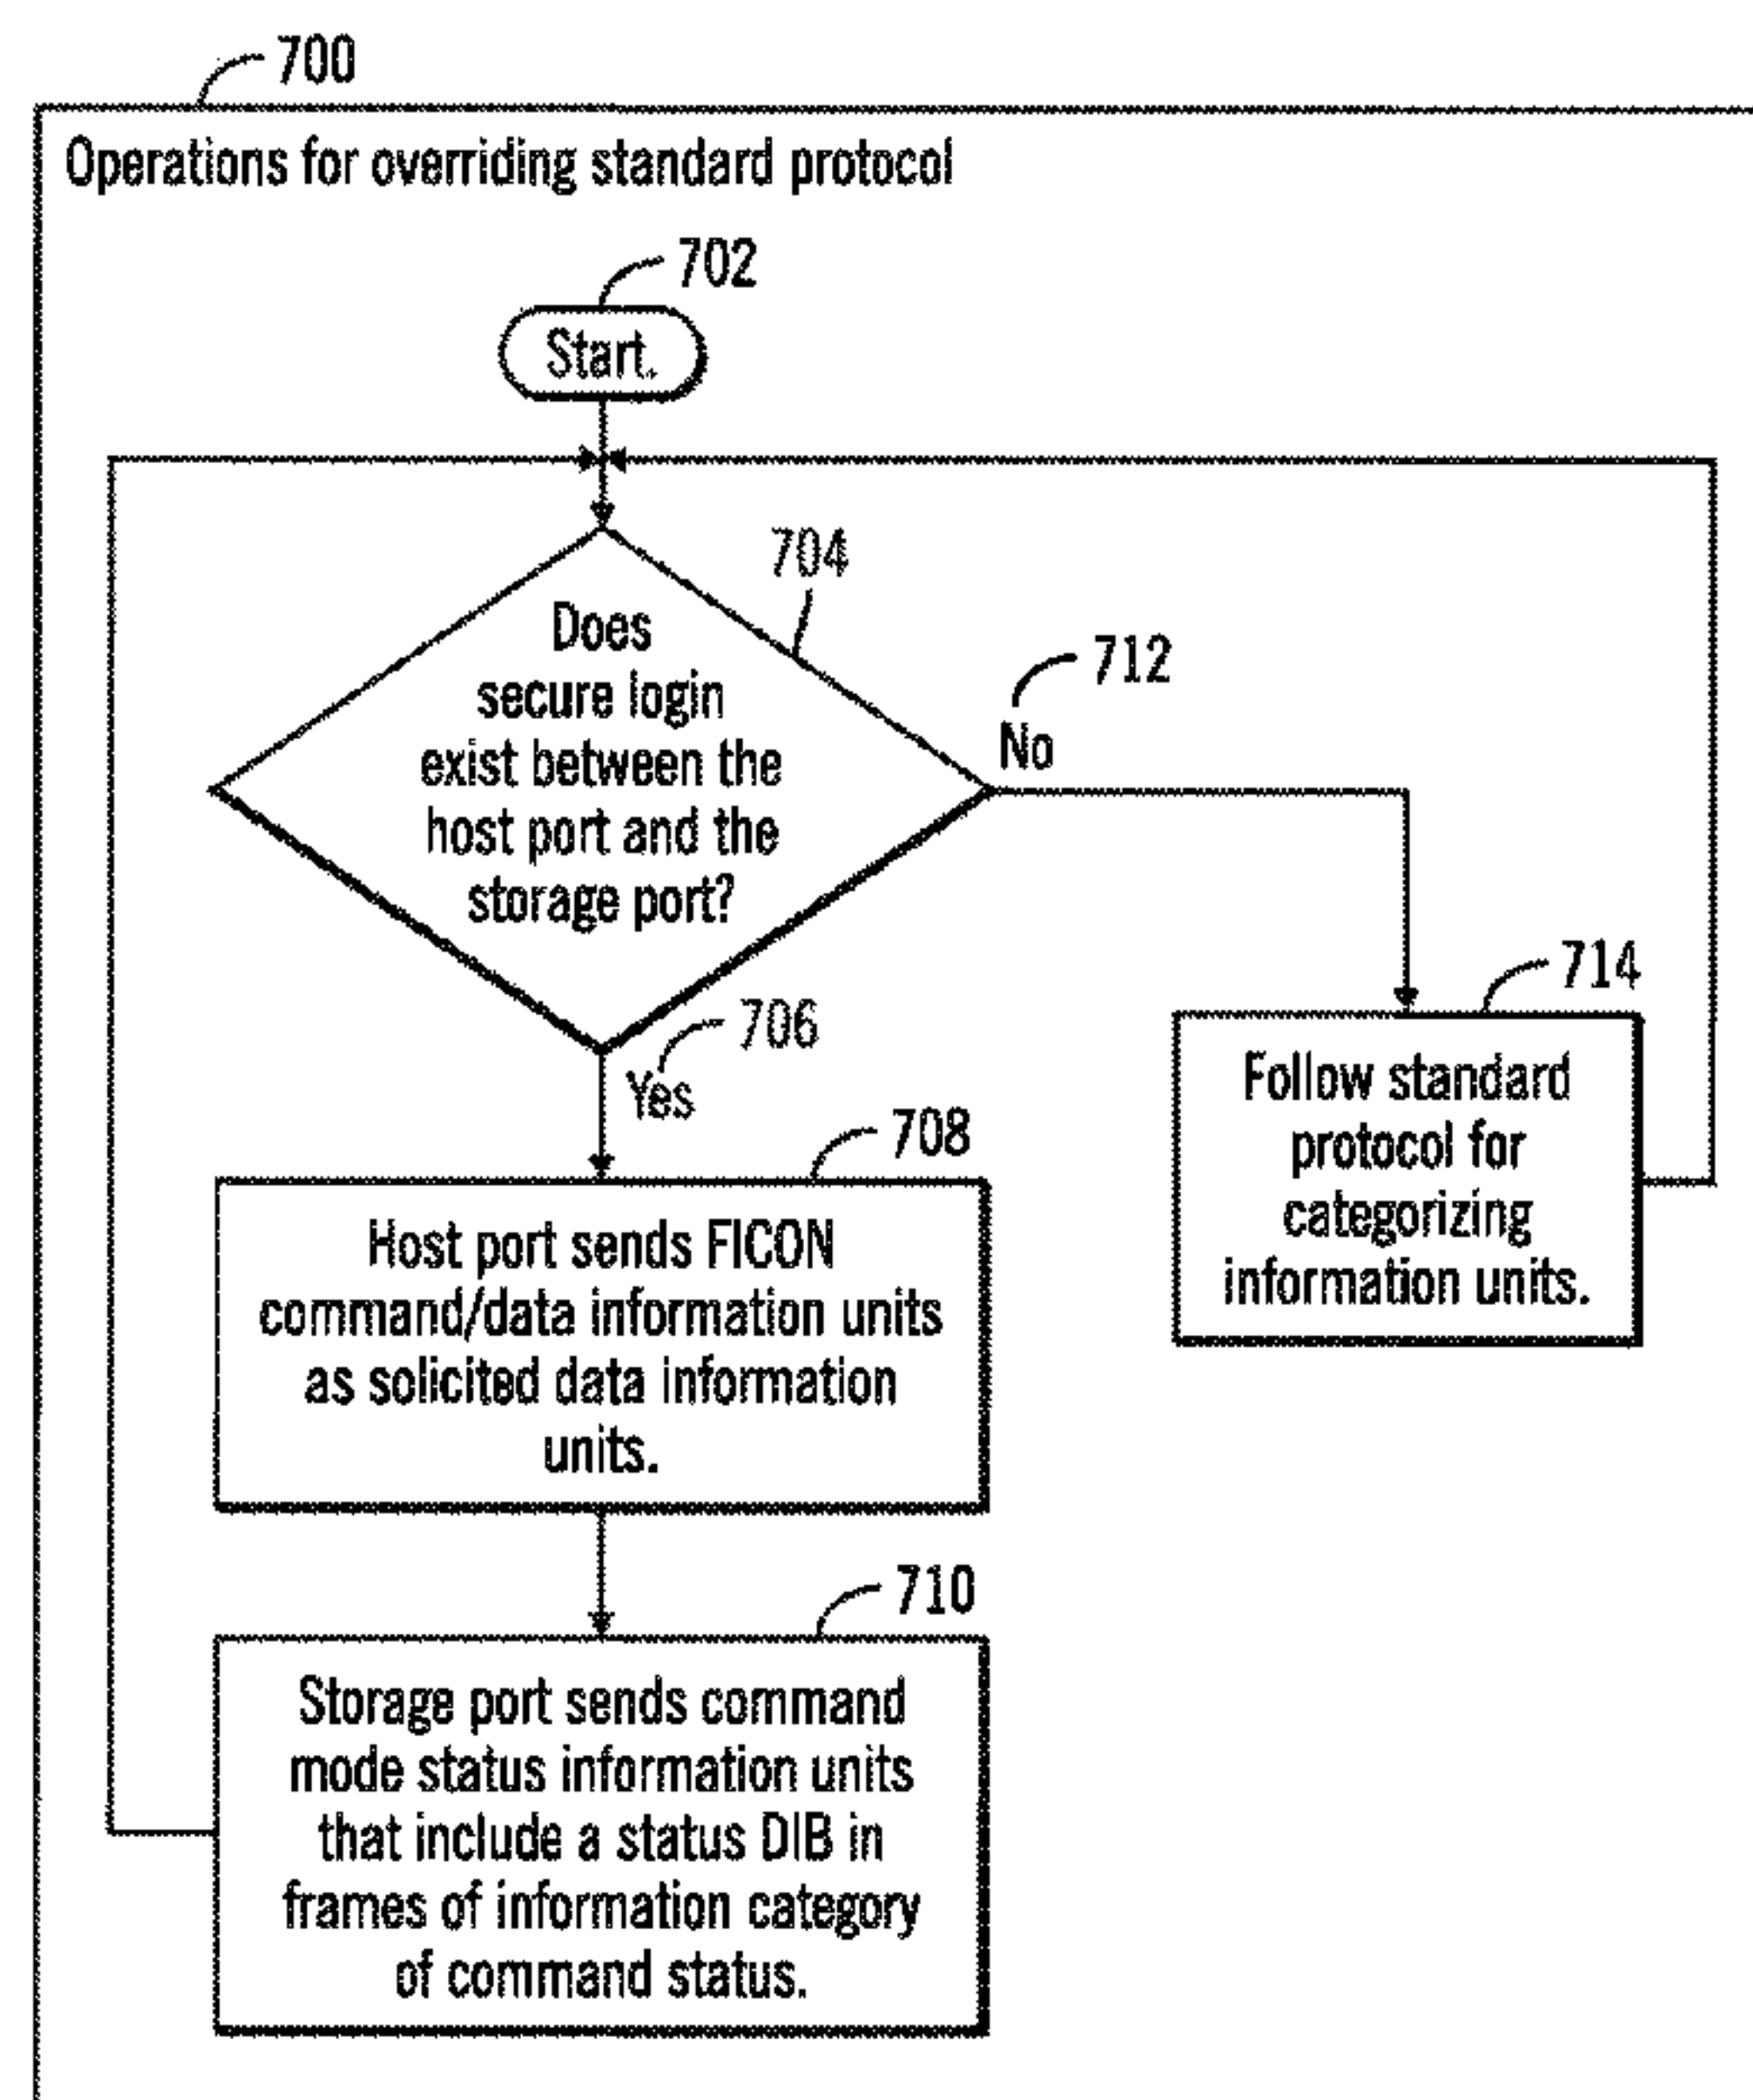 700
Operations for overriding standard protocol
702
Start.
704
Does
secure login
exist between the
host port and the
storage port?
712
No
706
Yes
714
Follow standard
protocol for
categorizing
information units.
708
Host port sends FICON
command/data information units
as solicited data information
units.
710
Storage port sends command
mode status information units
that include a status DIB in
frames of information category
of command status.